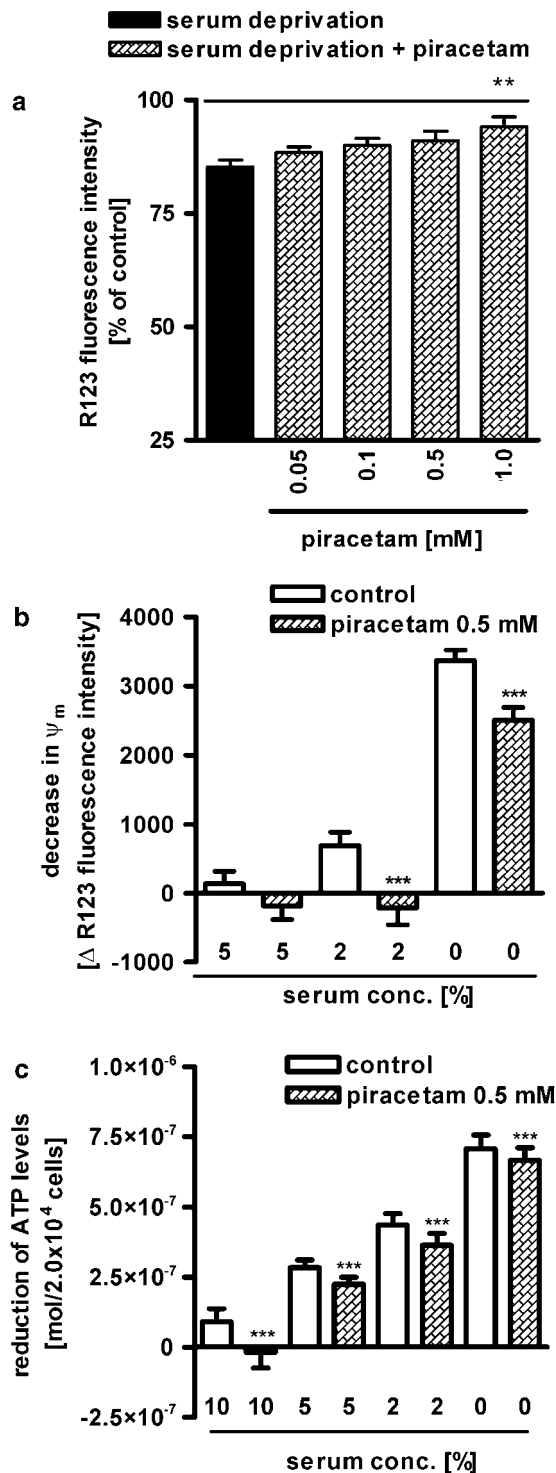 serum deprivation
serum deprivation + piracetam
a
**
R123 fluorescence intensity
[% of control]
100
75
50
25
0.05
0.1
0.5
1.0
piracetam [mM]
b
control
piracetam 0.5 mM
decrease in ψm
[Δ R123 fluorescence intensity]
4000
3000
2000
1000
0
-1000
***
***
5 5 2 2 0 0
serum conc. [%]
c
control
piracetam 0.5 mM
reduction of ATP levels
[mol/2.0x10⁴ cells]
1.0×10⁻⁶
7.5×10⁻⁷
5.0×10⁻⁷
2.5×10⁻⁷
0
-2.5×10⁻⁷
***
***
***
***
10 10 5 5 2 2 0 0
serum conc. [%]